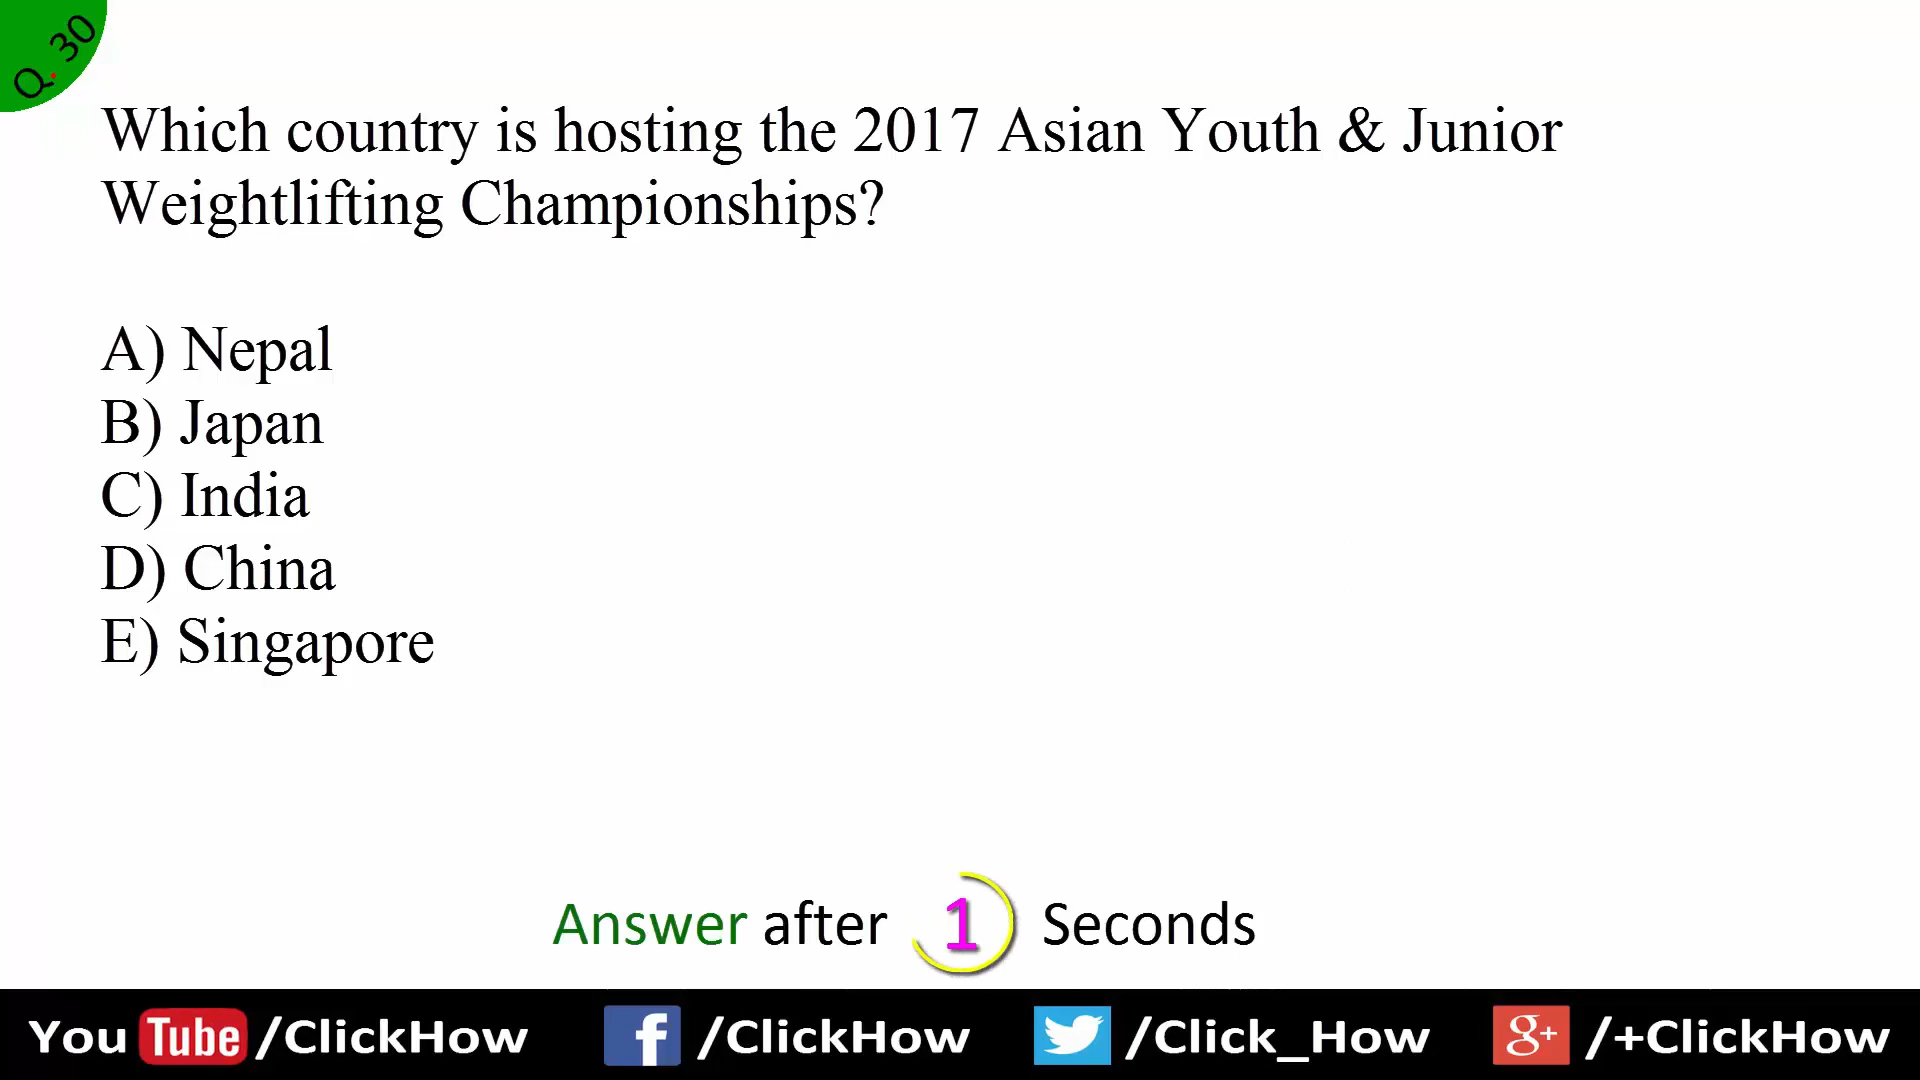 Q. 30
Which country is hosting the 2017 Asian Youth & Junior
Weightlifting Championships?
A) Nepal
B) Japan
C) India
D) China
E) Singapore
Answer after 1 Seconds
You Tube /ClickHow f /ClickHow /Click_How g+ /+ClickHow